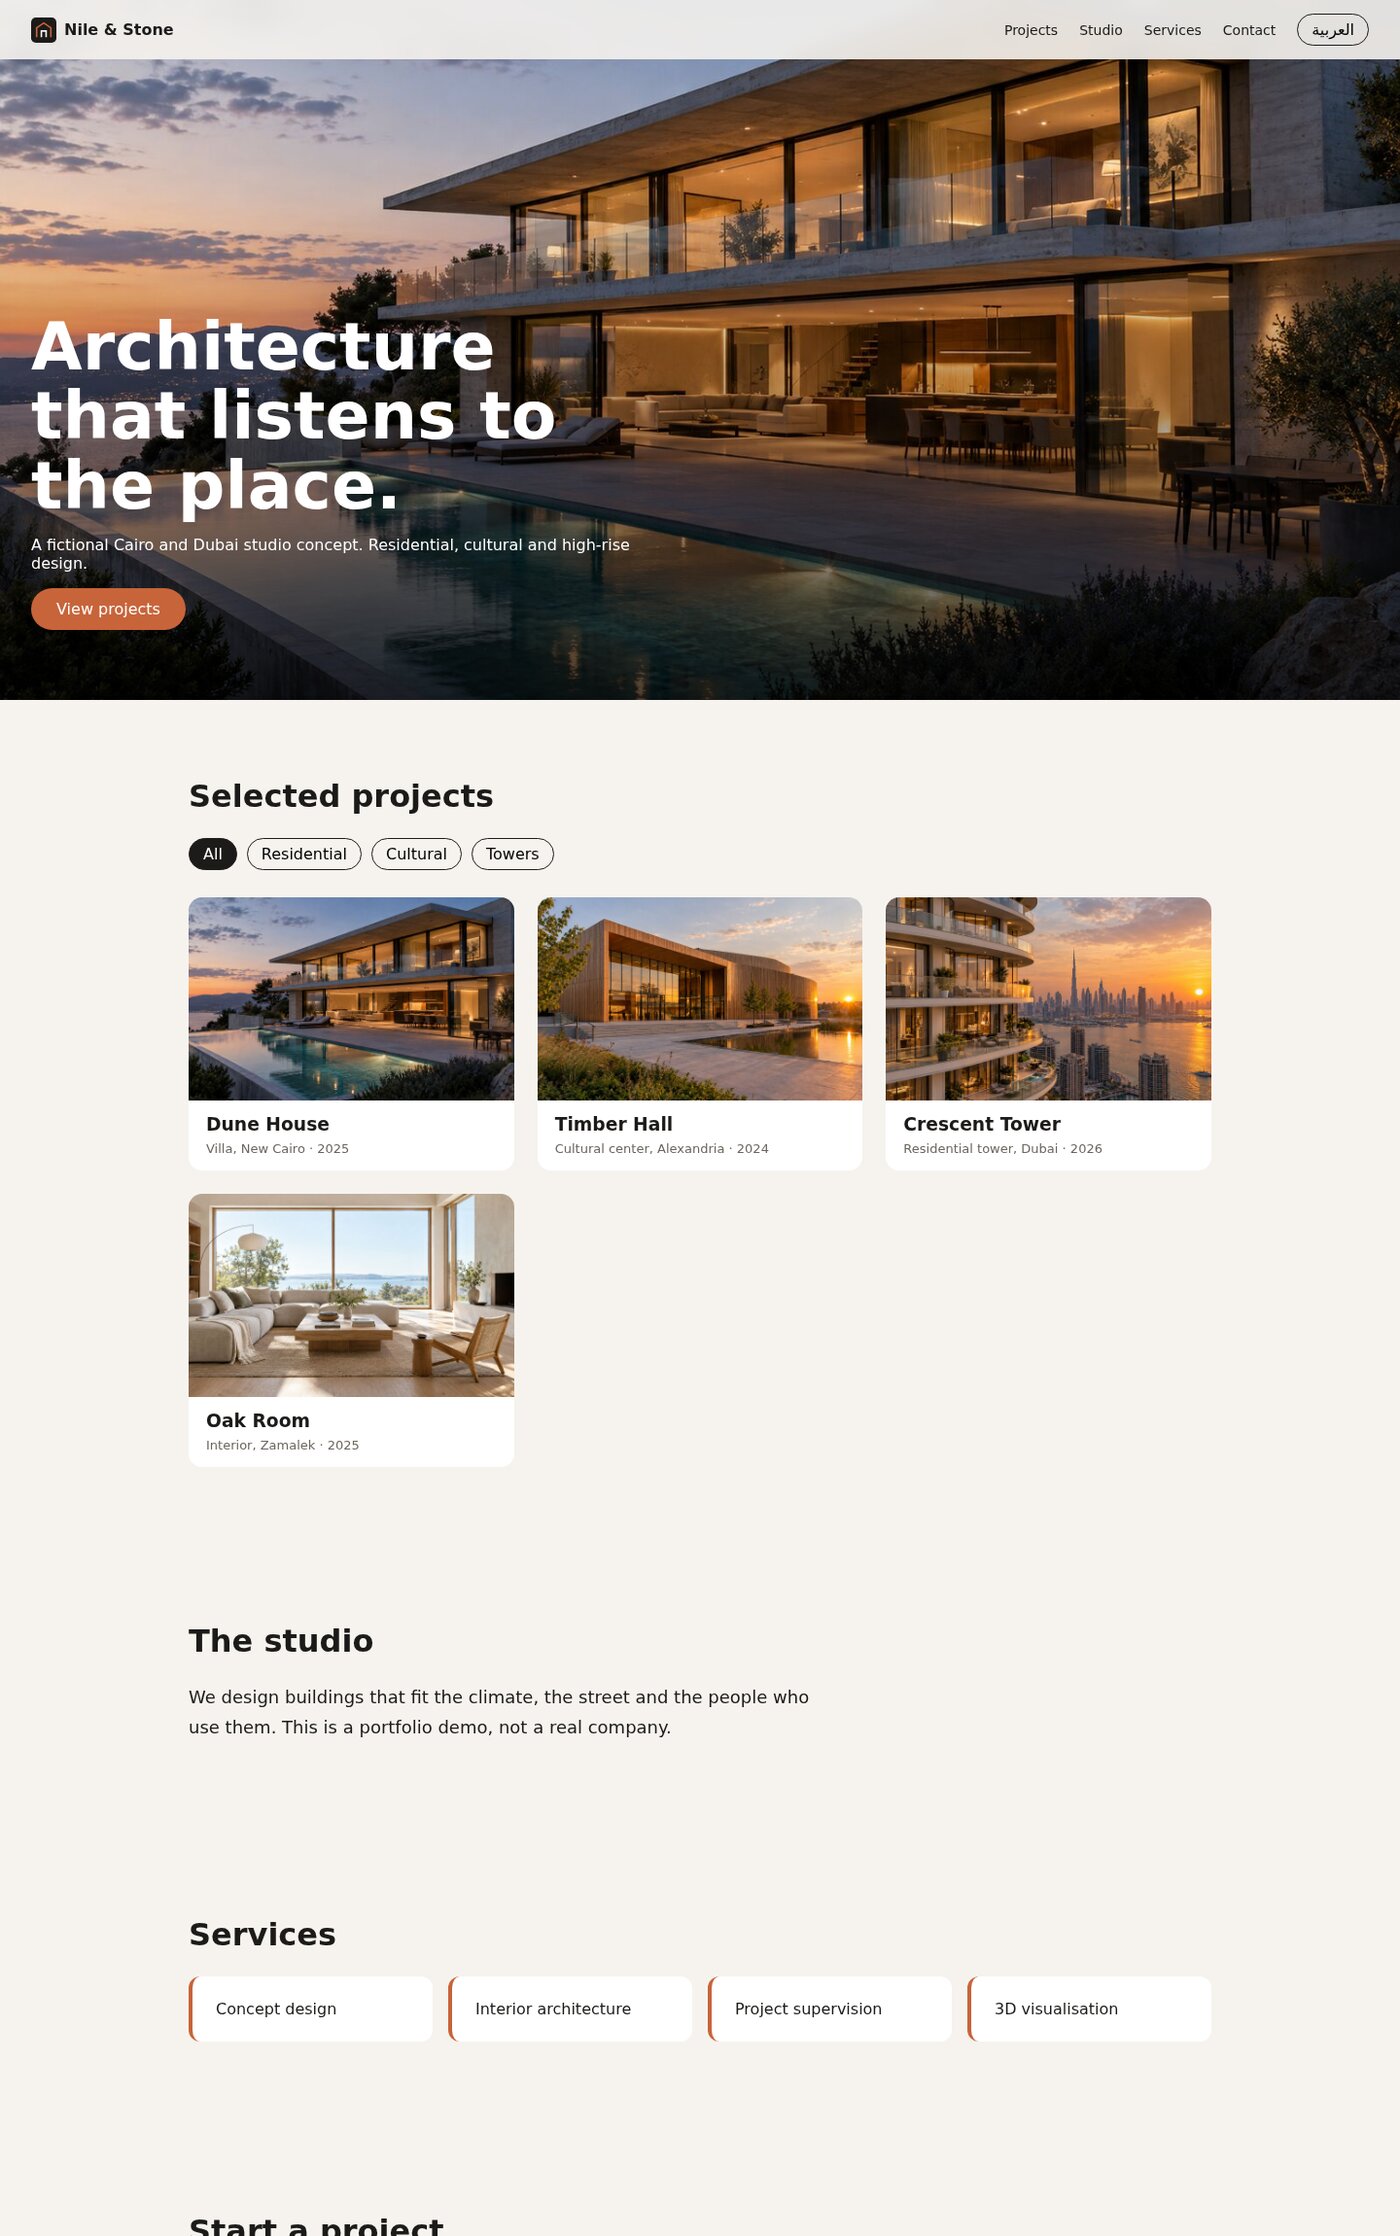 Nile & Stone
Projects
Studio
Services
Contact
العربية
Architecture
that listens to
the place.
A fictional Cairo and Dubai studio concept. Residential, cultural and high-rise
design.
View projects
Selected projects
All
Residential
Cultural
Towers
Dune House
Villa, New Cairo · 2025
Timber Hall
Cultural center, Alexandria · 2024
Crescent Tower
Residential tower, Dubai · 2026
Oak Room
Interior, Zamalek · 2025
The studio
We design buildings that fit the climate, the street and the people who
use them. This is a portfolio demo, not a real company.
Services
Concept design
Interior architecture
Project supervision
3D visualisation
Start a project